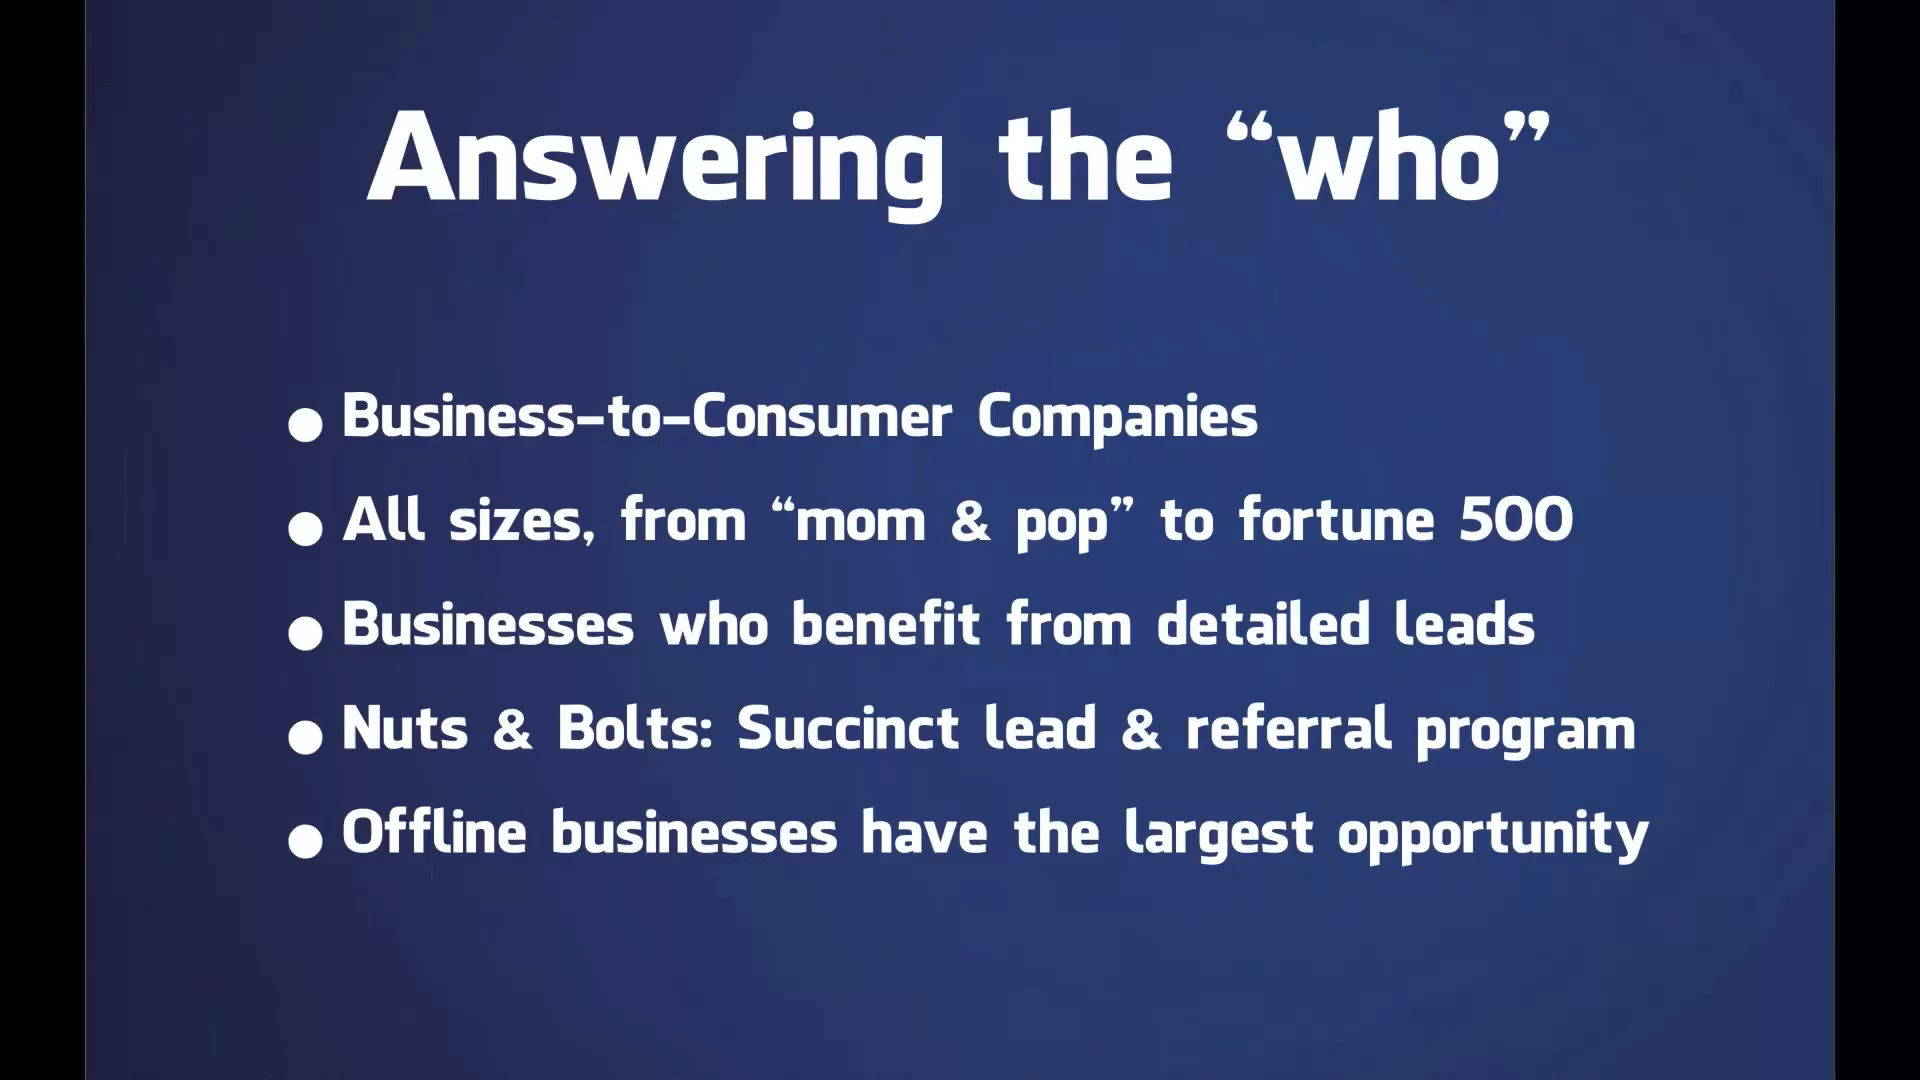 Answering the “who”
● Business-to-Consumer Companies
● All sizes, from “mom & pop” to fortune 500
● Businesses who benefit from detailed leads
● Nuts & Bolts: Succinct lead & referral program
● Offline businesses have the largest opportunity